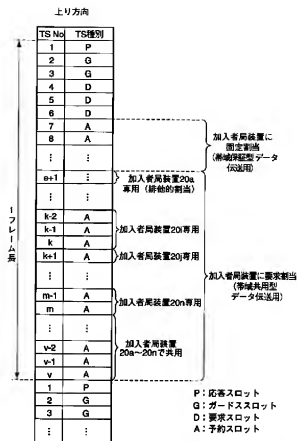 上り方向
TS No TS種別
1 P
2 G
3 G
4 D
5 D
6 D
7 A
8 A
⋮ ⋮
a+1 ⋮
⋮ ⋮
k-2 A
k-1 A
k A
k+1 A
⋮ ⋮
m-1 A
m A
⋮ ⋮
v-2 A
v-1 A
v A
1 P
2 G
3 G
⋮ ⋮
1フレーム長
加入者局装置に
固定割当
(帯域保証型データ
伝送用)
加入者局装置20a
専用(排他的割当)
加入者局装置20i専用
加入者局装置20j専用
加入者局装置に要求割当
(帯域共用型
データ伝送用)
加入者局装置20n専用
加入者局装置
20a~20nで共用
P:応答スロット
G:ガードススロット
D:要求スロット
A:予約スロット